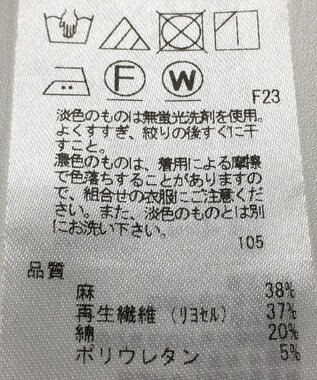 F W F23
淡色のものは無蛍光洗剤を使用。
よくすすぎ、絞りの後すぐに干
すこと。
濃色のものは、着用による摩擦
で色落ちすることがありますの
で、組合せの衣服にご注意くだ
さい。また、淡色のものとは別
にお洗い下さい。
105
品質
麻 38%
再生繊維(リヨセル) 37%
綿 20%
ポリウレタン 5%